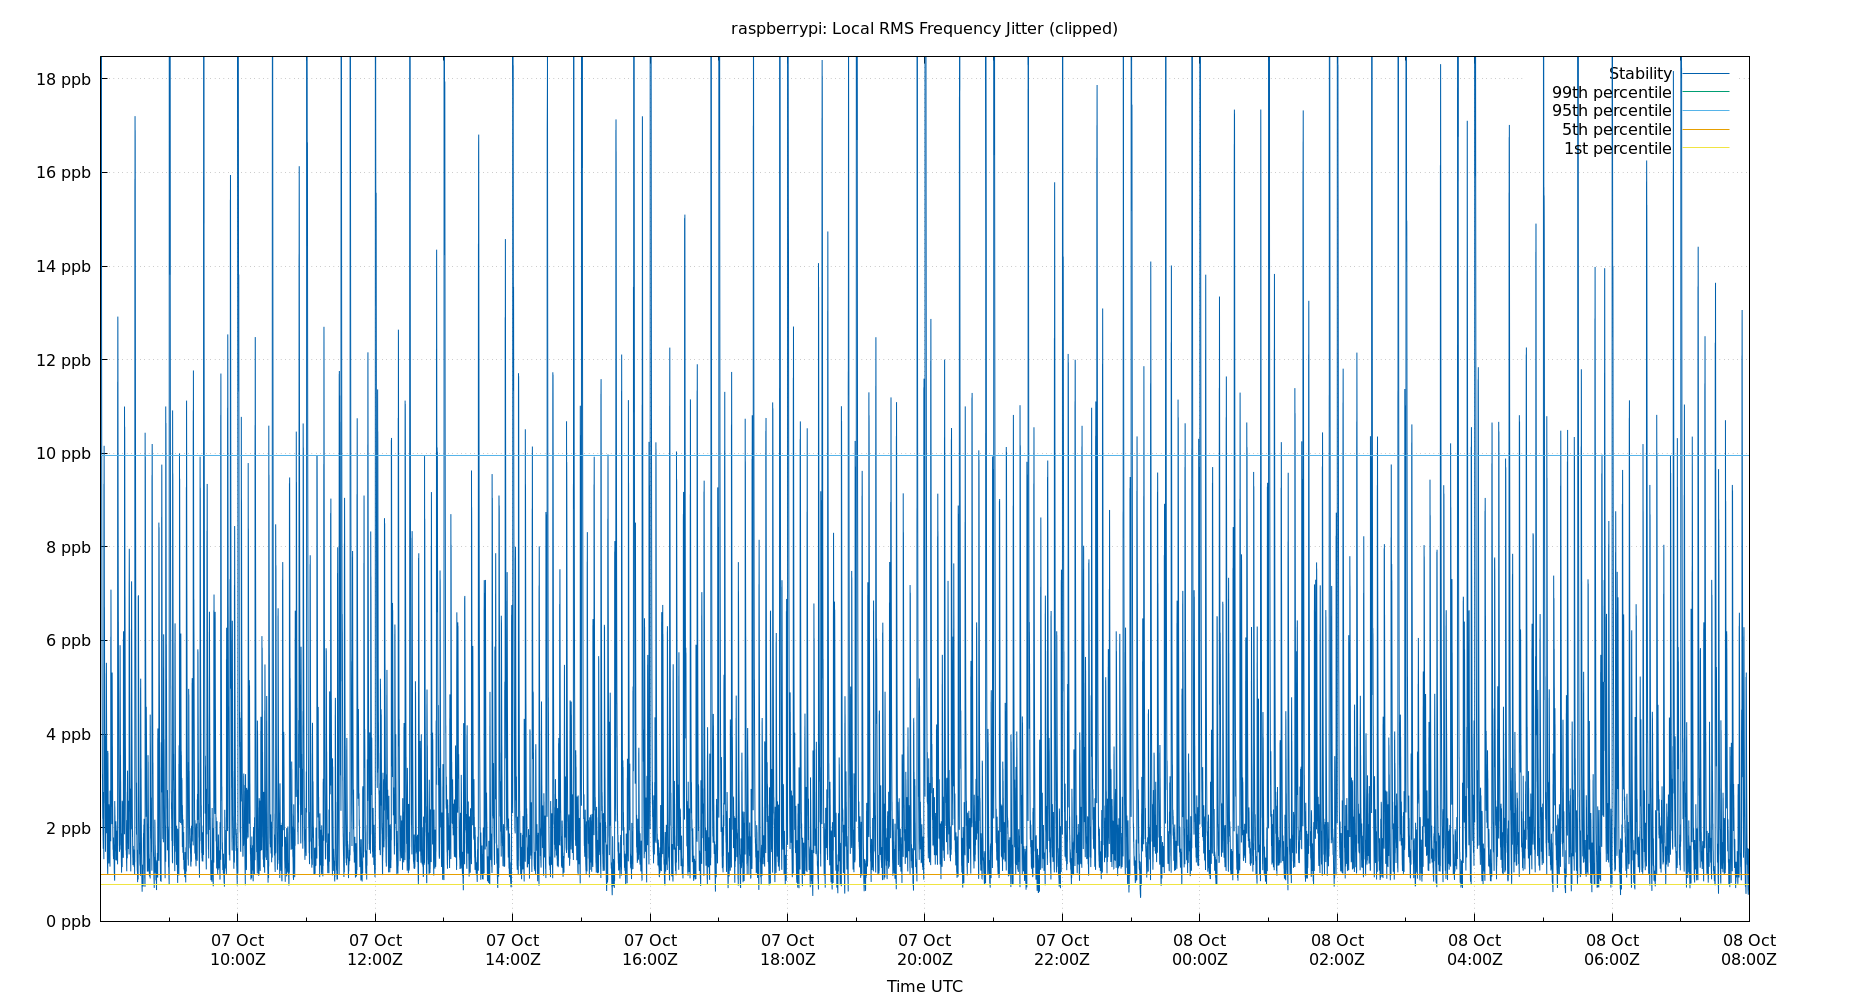 raspberrypi: Local RMS Frequency Jitter (clipped)
18 ppb
16 ppb
14 ppb
12 ppb
10 ppb
8 ppb
6 ppb
4 ppb
2 ppb
0 ppb
Stability
99th percentile
95th percentile
5th percentile
1st percentile
07 Oct 07 Oct 07 Oct 07 Oct 07 Oct 07 Oct 07 Oct 08 Oct 08 Oct 08 Oct 08 Oct 08 Oct
10:00Z 12:00Z 14:00Z 16:00Z 18:00Z 20:00Z 22:00Z 00:00Z 02:00Z 04:00Z 06:00Z 08:00Z
Time UTC